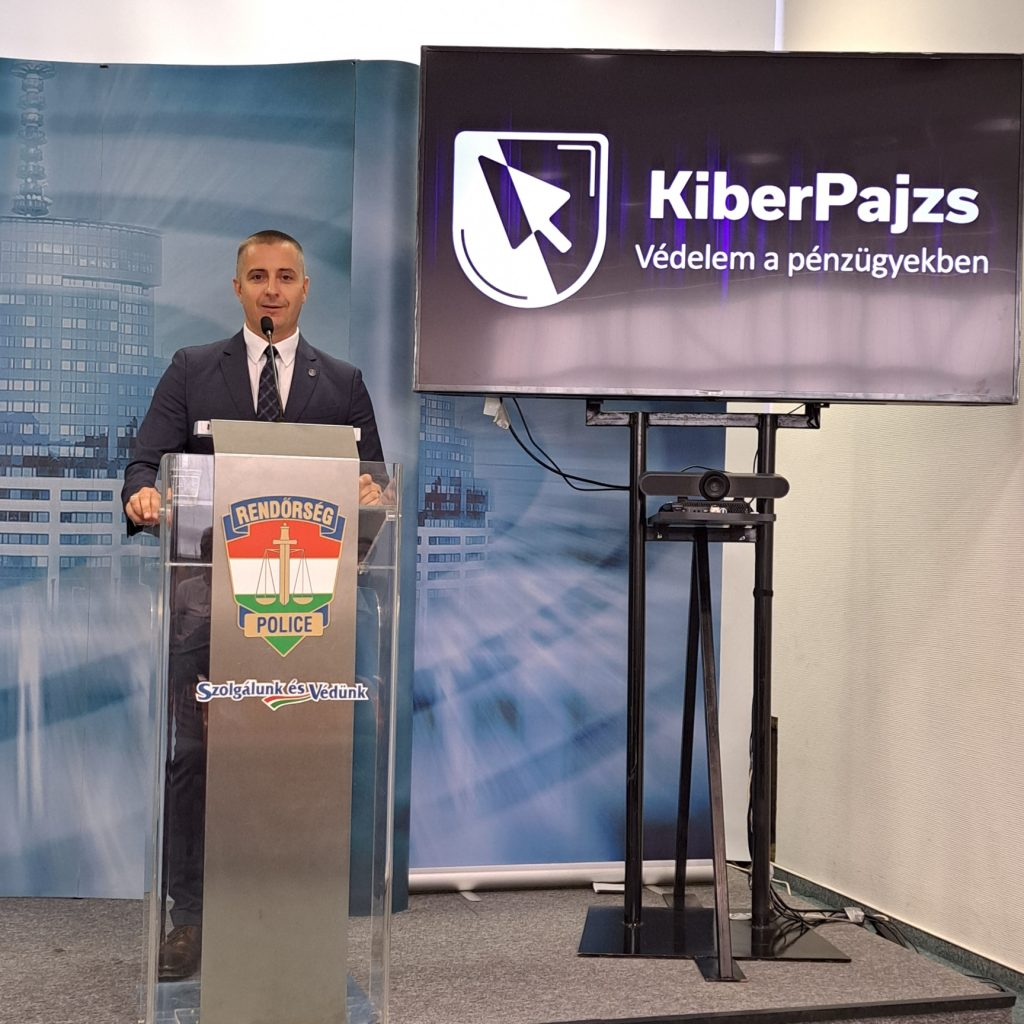 KiberPajzs
Védelem a pénzügyekben
RENDŐRSÉG
POLICE
Szolgálunk és Védünk